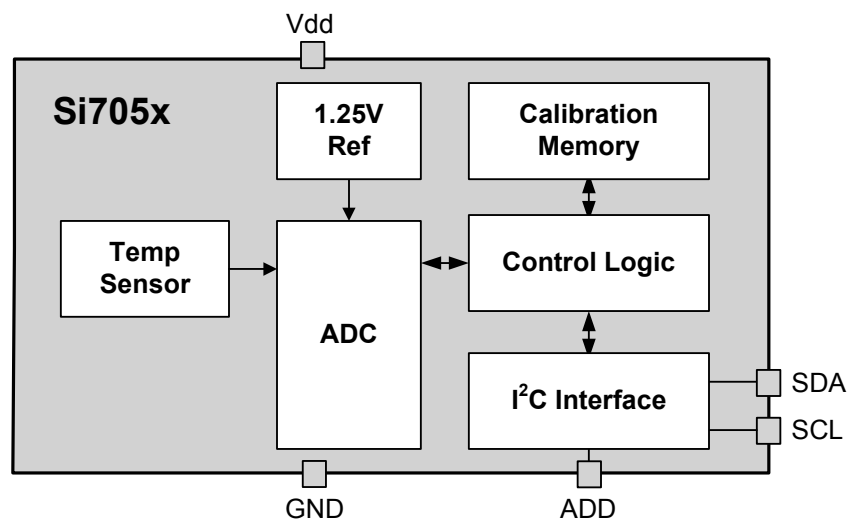 Vdd
Si705x
1.25V
Ref
Calibration
Memory
Temp
Sensor
ADC
Control Logic
I²C Interface
SDA
SCL
GND
ADD